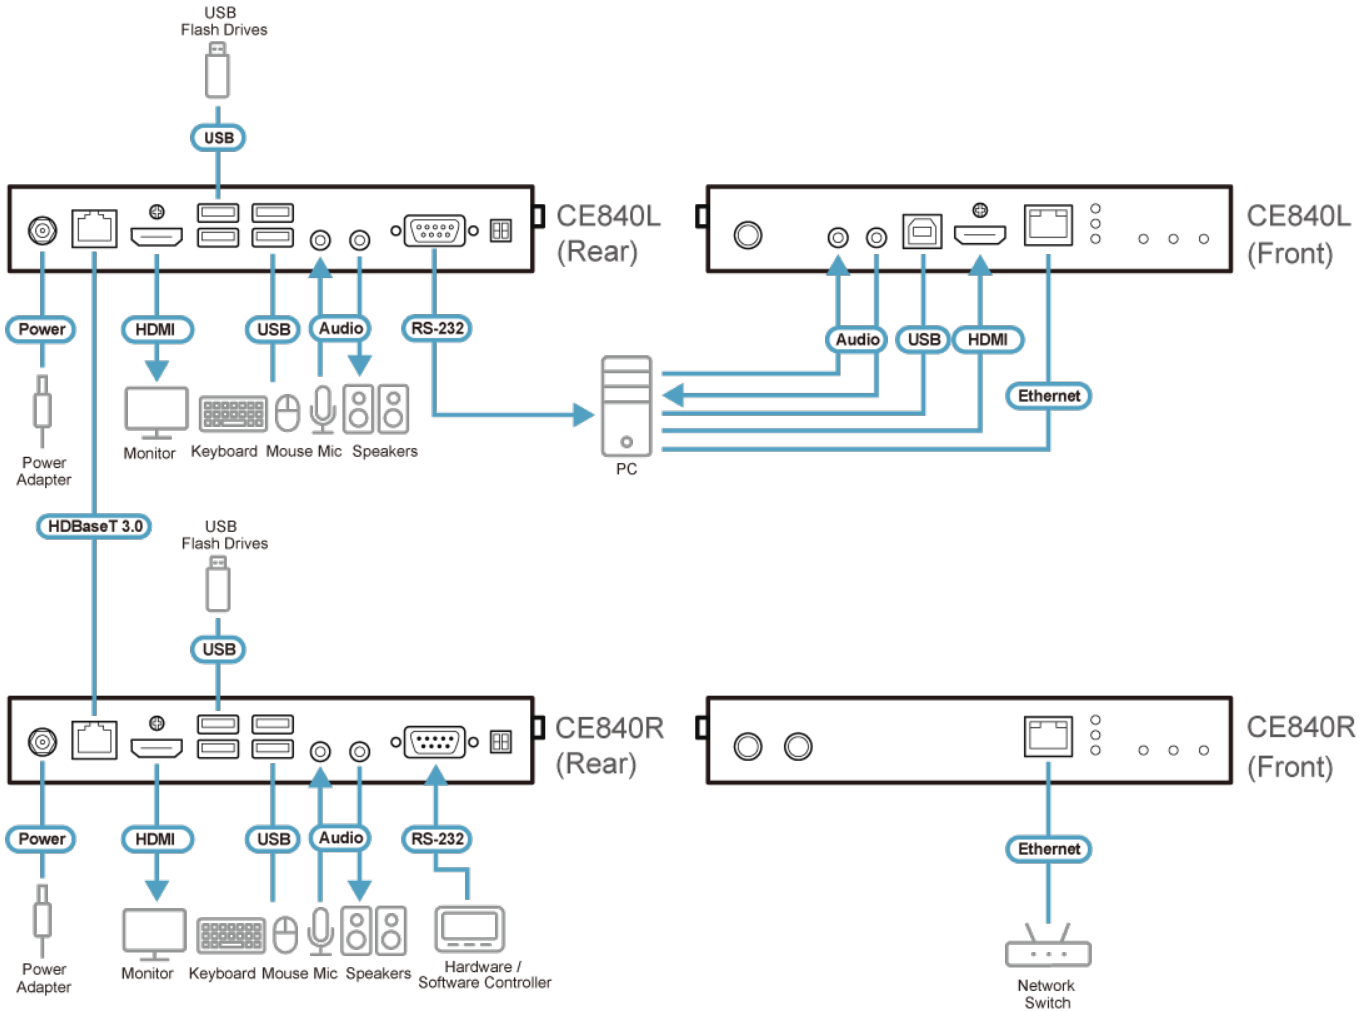 USB
Flash Drives
USB
CE840L
(Rear)
CE840L
(Front)
Power
HDMI
USB
Audio
RS-232
Audio
USB
HDMI
Ethernet
Power
Adapter
Monitor
Keyboard
Mouse
Mic
Speakers
PC
HDBaseT 3.0
USB
Flash Drives
USB
CE840R
(Rear)
CE840R
(Front)
Power
HDMI
USB
Audio
RS-232
Ethernet
Power
Adapter
Monitor
Keyboard
Mouse
Mic
Speakers
Hardware /
Software Controller
Network
Switch